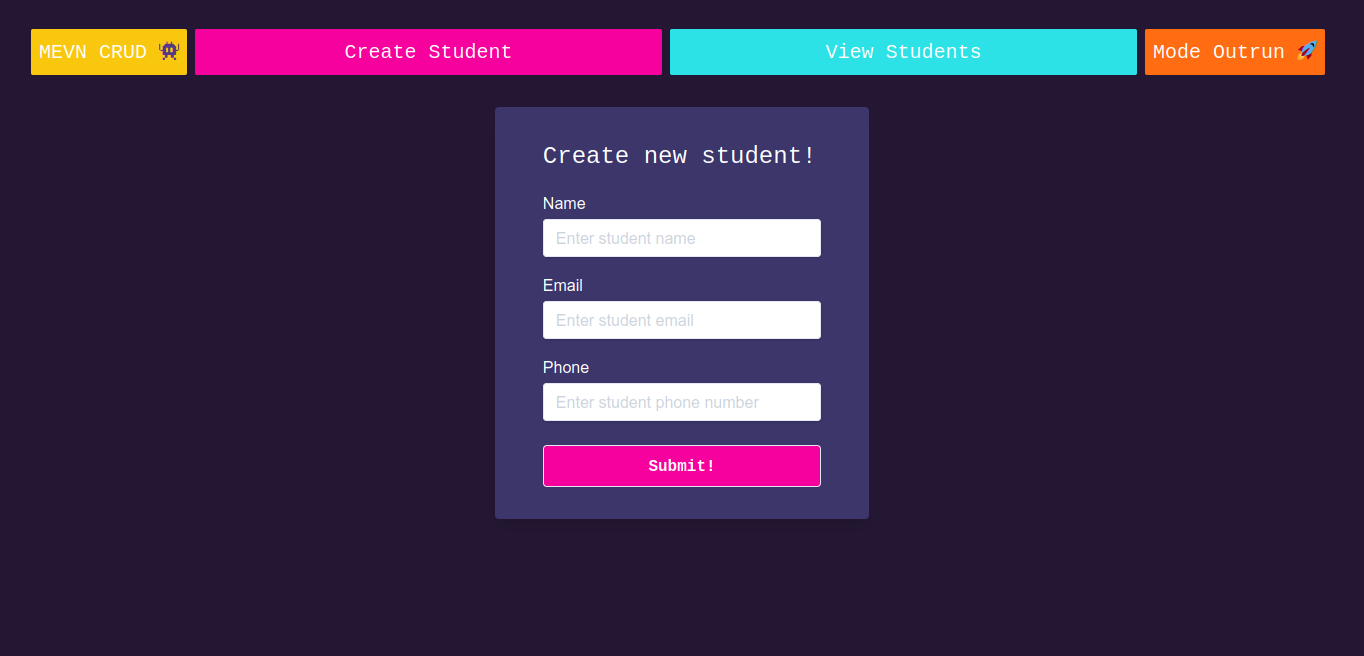 MEVN CRUD 👾
Create Student
View Students
Mode Outrun 🚀
Create new student!
Name
Enter student name
Email
Enter student email
Phone
Enter student phone number
Submit!